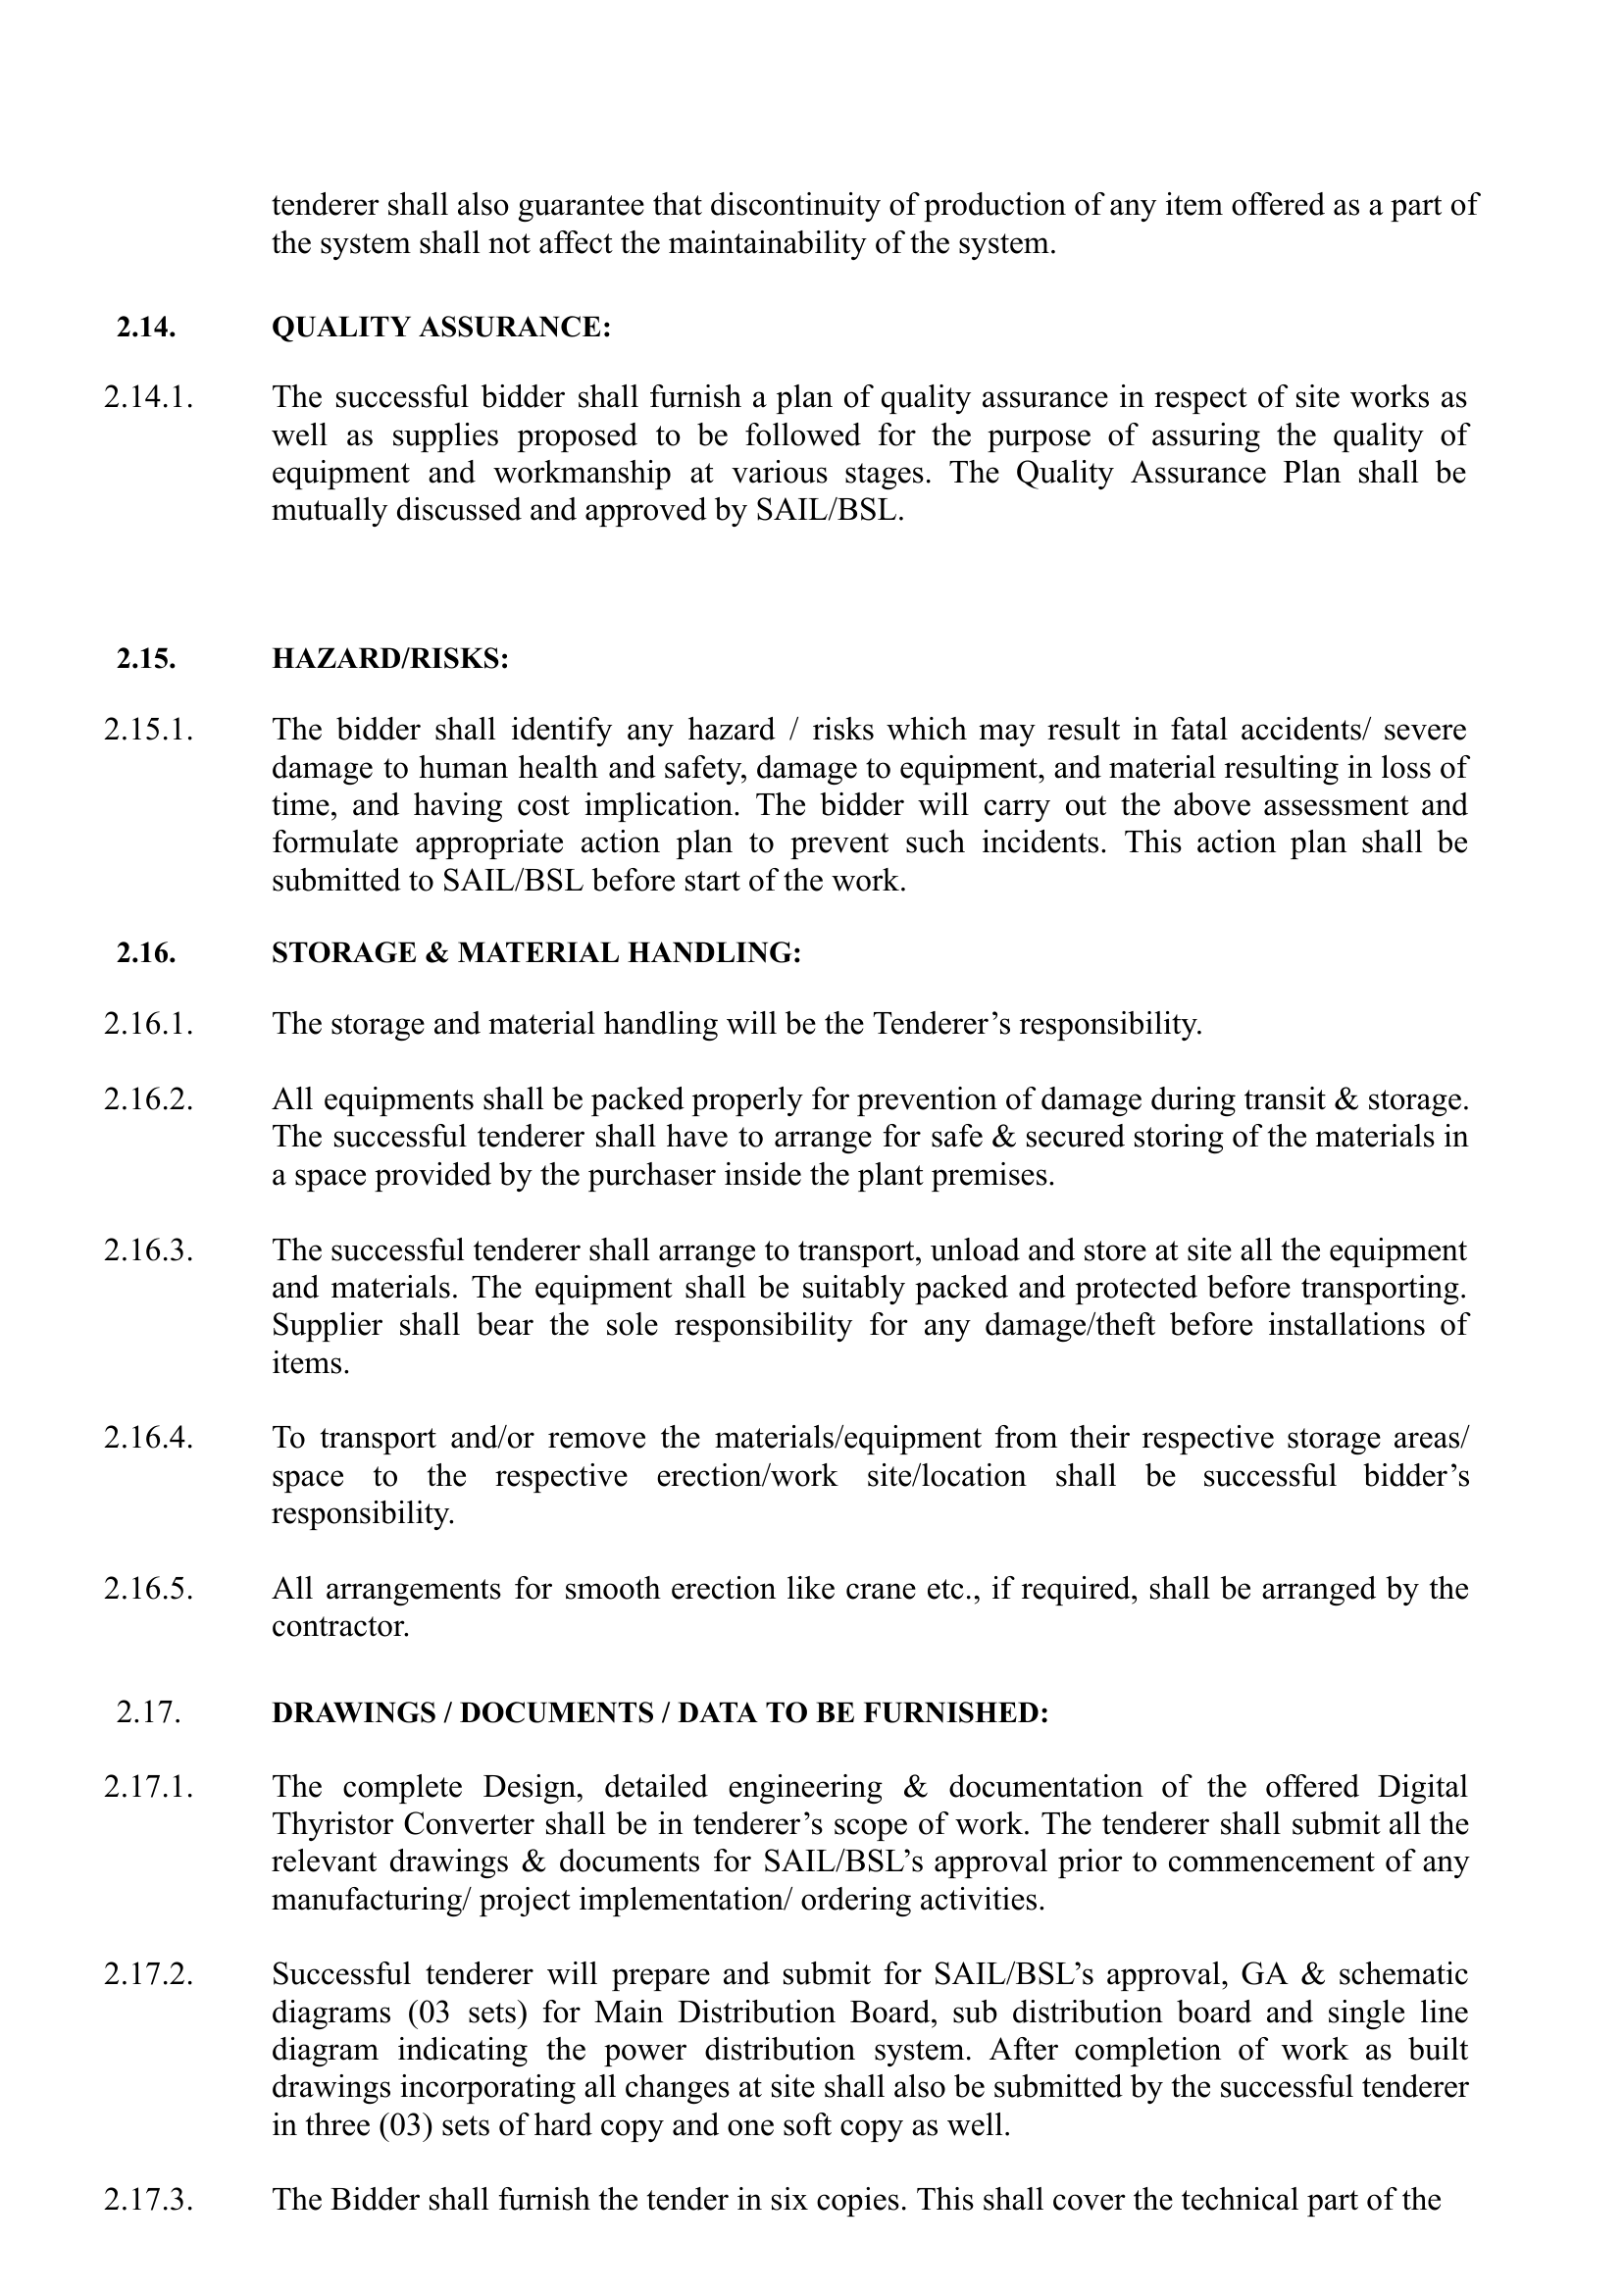 tenderer shall also guarantee that discontinuity of production of any item offered as a part of
the system shall not affect the maintainability of the system.
2.14. QUALITY ASSURANCE:
2.14.1. The successful bidder shall furnish a plan of quality assurance in respect of site works as
well as supplies proposed to be followed for the purpose of assuring the quality of
equipment and workmanship at various stages. The Quality Assurance Plan shall be
mutually discussed and approved by SAIL/BSL.
2.15. HAZARD/RISKS:
2.15.1. The bidder shall identify any hazard / risks which may result in fatal accidents/ severe
damage to human health and safety, damage to equipment, and material resulting in loss of
time, and having cost implication. The bidder will carry out the above assessment and
formulate appropriate action plan to prevent such incidents. This action plan shall be
submitted to SAIL/BSL before start of the work.
2.16. STORAGE & MATERIAL HANDLING:
2.16.1. The storage and material handling will be the Tenderer’s responsibility.
2.16.2. All equipments shall be packed properly for prevention of damage during transit & storage.
The successful tenderer shall have to arrange for safe & secured storing of the materials in
a space provided by the purchaser inside the plant premises.
2.16.3. The successful tenderer shall arrange to transport, unload and store at site all the equipment
and materials. The equipment shall be suitably packed and protected before transporting.
Supplier shall bear the sole responsibility for any damage/theft before installations of
items.
2.16.4. To transport and/or remove the materials/equipment from their respective storage areas/
space to the respective erection/work site/location shall be successful bidder’s
responsibility.
2.16.5. All arrangements for smooth erection like crane etc., if required, shall be arranged by the
contractor.
2.17. DRAWINGS / DOCUMENTS / DATA TO BE FURNISHED:
2.17.1. The complete Design, detailed engineering & documentation of the offered Digital
Thyristor Converter shall be in tenderer’s scope of work. The tenderer shall submit all the
relevant drawings & documents for SAIL/BSL’s approval prior to commencement of any
manufacturing/ project implementation/ ordering activities.
2.17.2. Successful tenderer will prepare and submit for SAIL/BSL’s approval, GA & schematic
diagrams (03 sets) for Main Distribution Board, sub distribution board and single line
diagram indicating the power distribution system. After completion of work as built
drawings incorporating all changes at site shall also be submitted by the successful tenderer
in three (03) sets of hard copy and one soft copy as well.
2.17.3. The Bidder shall furnish the tender in six copies. This shall cover the technical part of the